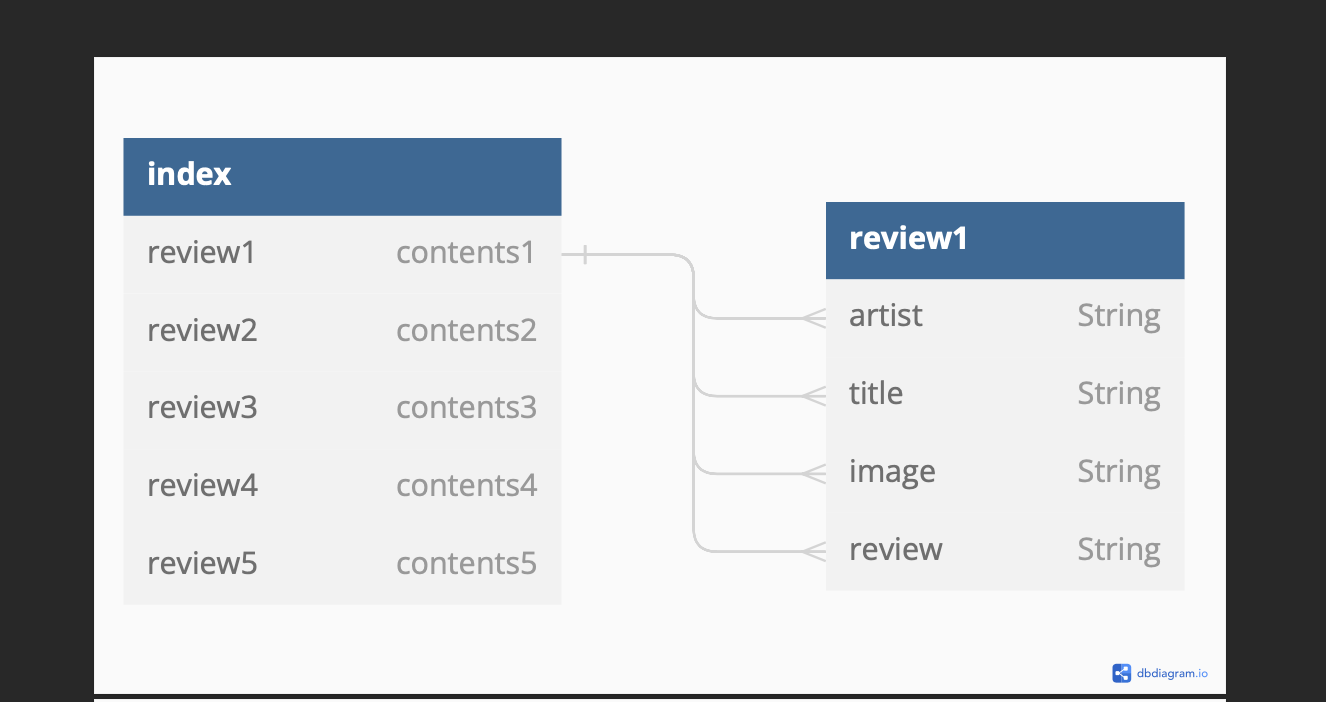 index
review1 contents1
review2 contents2
review3 contents3
review4 contents4
review5 contents5
review1
artist String
title String
image String
review String
dbdiagram.io